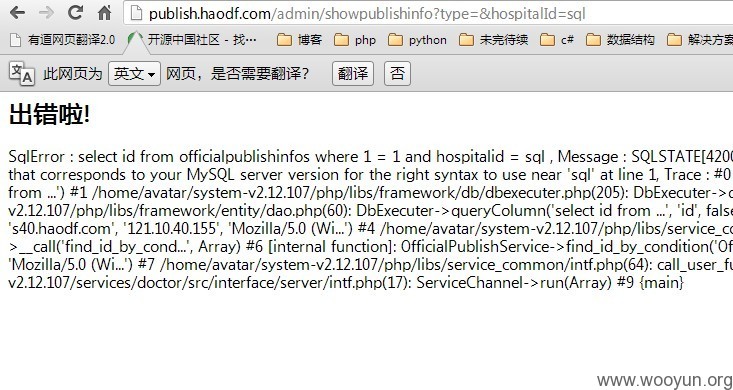 publish.haodf.com/admin/showpublishinfo?type=&hospitalId=sql
有道网页翻译2.0 开源中国社区 - 找… 博客 php python 未完待续 c# 数据结构 解决方案
此网页为 英文 网页，是否需要翻译？ 翻译 否
出错啦!
SqlError : select id from officialpublishinfos where 1 = 1 and hospitalid = sql , Message : SQLSTATE[4200
that corresponds to your MySQL server version for the right syntax to use near 'sql' at line 1, Trace : #0
from ...') #1 /home/avatar/system-v2.12.107/php/libs/framework/db/dbexecuter.php(205): DbExecuter->q
v2.12.107/php/libs/framework/entity/dao.php(60): DbExecuter->queryColumn('select id from ...', 'id', false
's40.haodf.com', '121.10.40.155', 'Mozilla/5.0 (Wi...') #4 /home/avatar/system-v2.12.107/php/libs/service_co
>__call('find_id_by_cond...', Array) #6 [internal function]: OfficialPublishService->find_id_by_condition('Of
'Mozilla/5.0 (Wi...') #7 /home/avatar/system-v2.12.107/php/libs/service_common/intf.php(64): call_user_fu
v2.12.107/services/doctor/src/interface/server/intf.php(17): ServiceChannel->run(Array) #9 {main}
www.wooyun.org